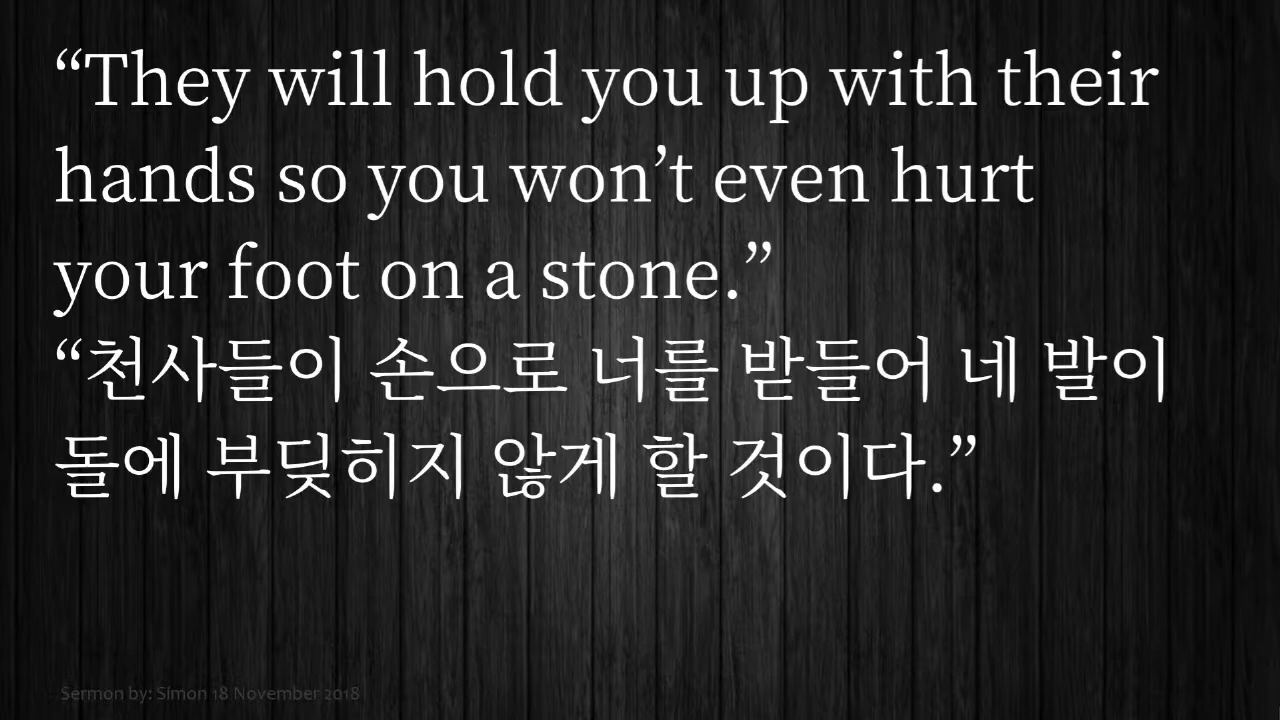 “They will hold you up with their
hands so you won’t even hurt
your foot on a stone.”
“천사들이 손으로 너를 받들어 네 발이
돌에 부딪히지 않게 할 것이다.”
Sermon by: Simon 18 November 2018